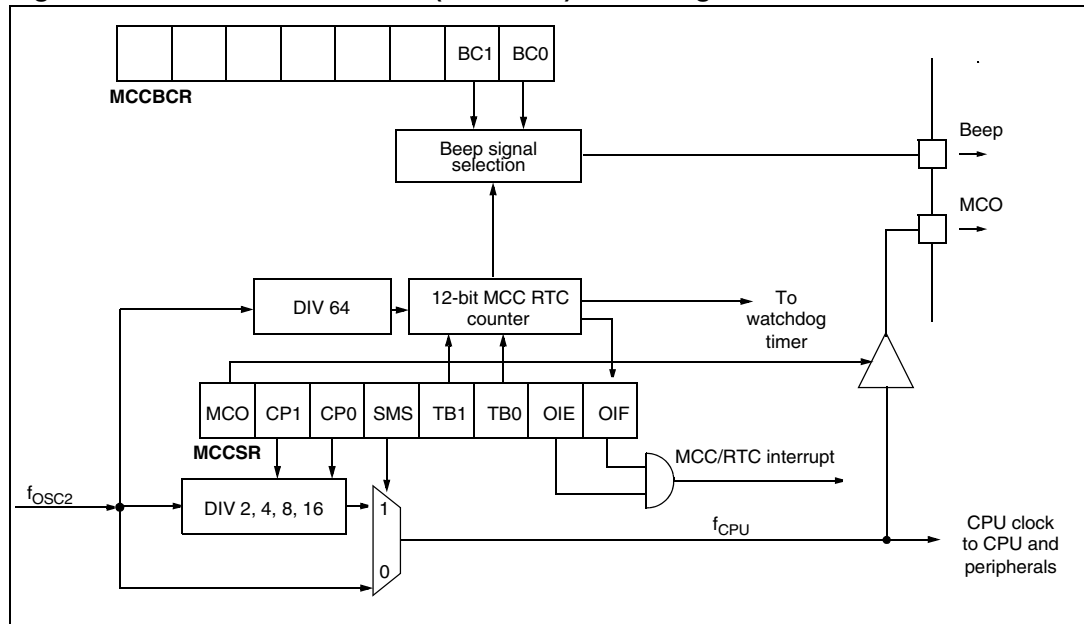 BC1 BC0
MCCBCR
Beep signal
selection
Beep
MCO
DIV 64
12-bit MCC RTC
counter
To
watchdog
timer
MCO CP1 CP0 SMS TB1 TB0 OIE OIF
MCCSR
MCC/RTC interrupt
fOSC2
DIV 2, 4, 8, 16
1
0
fCPU
CPU clock
to CPU and
peripherals